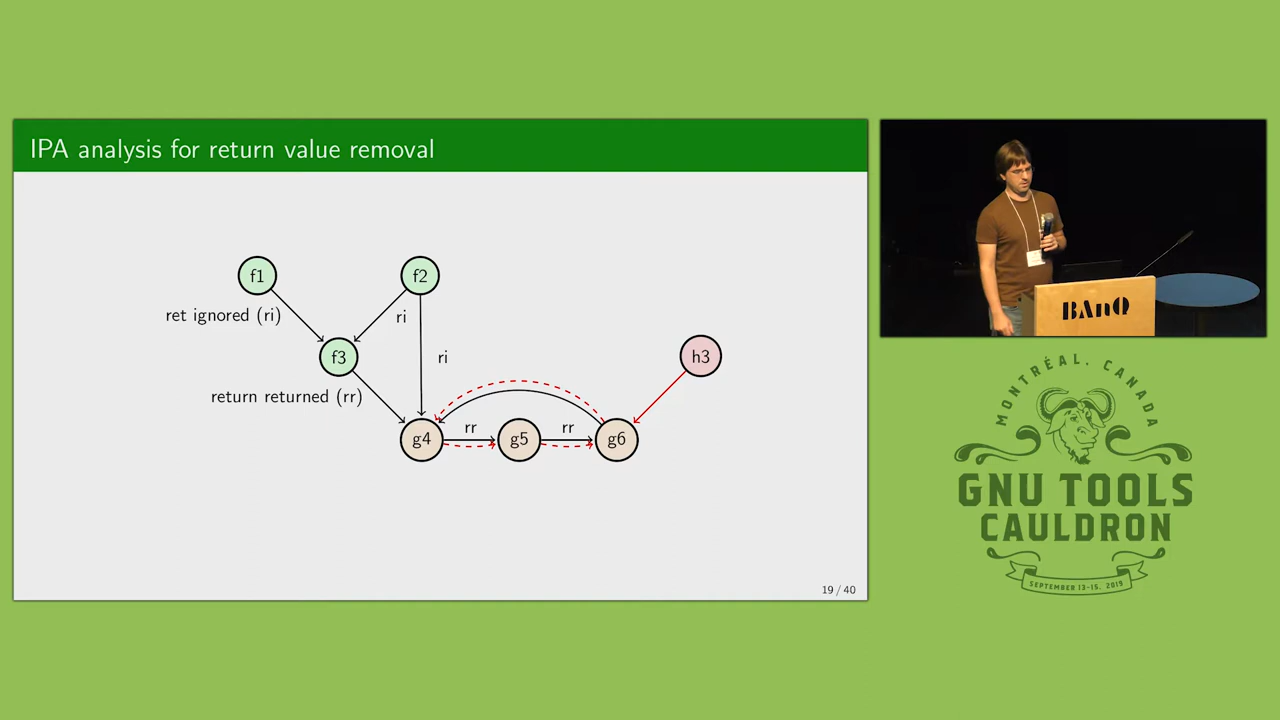 IPA analysis for return value removal
f1
f2
ret ignored (ri)
ri
f3
ri
h3
return returned (rr)
g4
rr
g5
rr
g6
19 / 40
BAnQ
MONTRÉAL, CANADA
GNU TOOLS
CAULDRON
SEPTEMBER 13-15, 2019